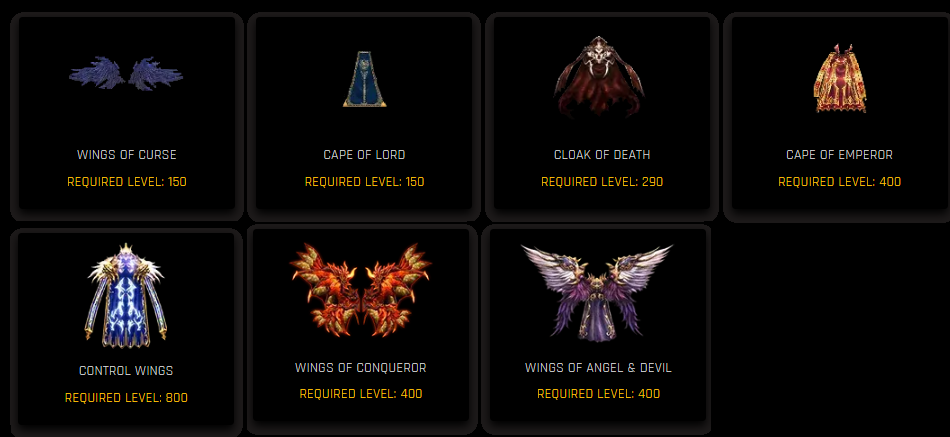 WINGS OF CURSE
REQUIRED LEVEL: 150
CAPE OF LORD
REQUIRED LEVEL: 150
CLOAK OF DEATH
REQUIRED LEVEL: 290
CAPE OF EMPEROR
REQUIRED LEVEL: 400
CONTROL WINGS
REQUIRED LEVEL: 800
WINGS OF CONQUEROR
REQUIRED LEVEL: 400
WINGS OF ANGEL & DEVIL
REQUIRED LEVEL: 400